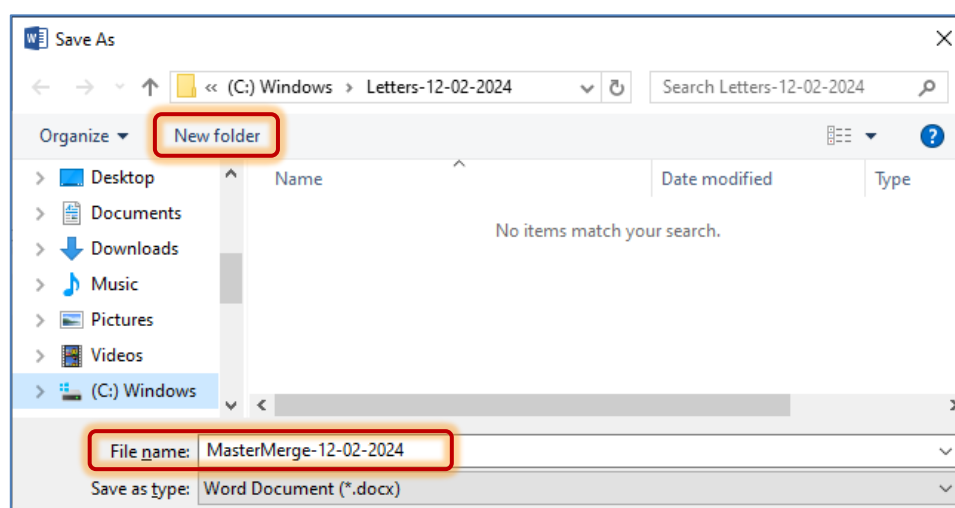 Save As
« (C:) Windows › Letters-12-02-2024
Search Letters-12-02-2024
Organize
New folder
?
Name
Date modified
Type
Desktop
Documents
Downloads
Music
Pictures
Videos
(C:) Windows
No items match your search.
File name: MasterMerge-12-02-2024
Save as type: Word Document (*.docx)